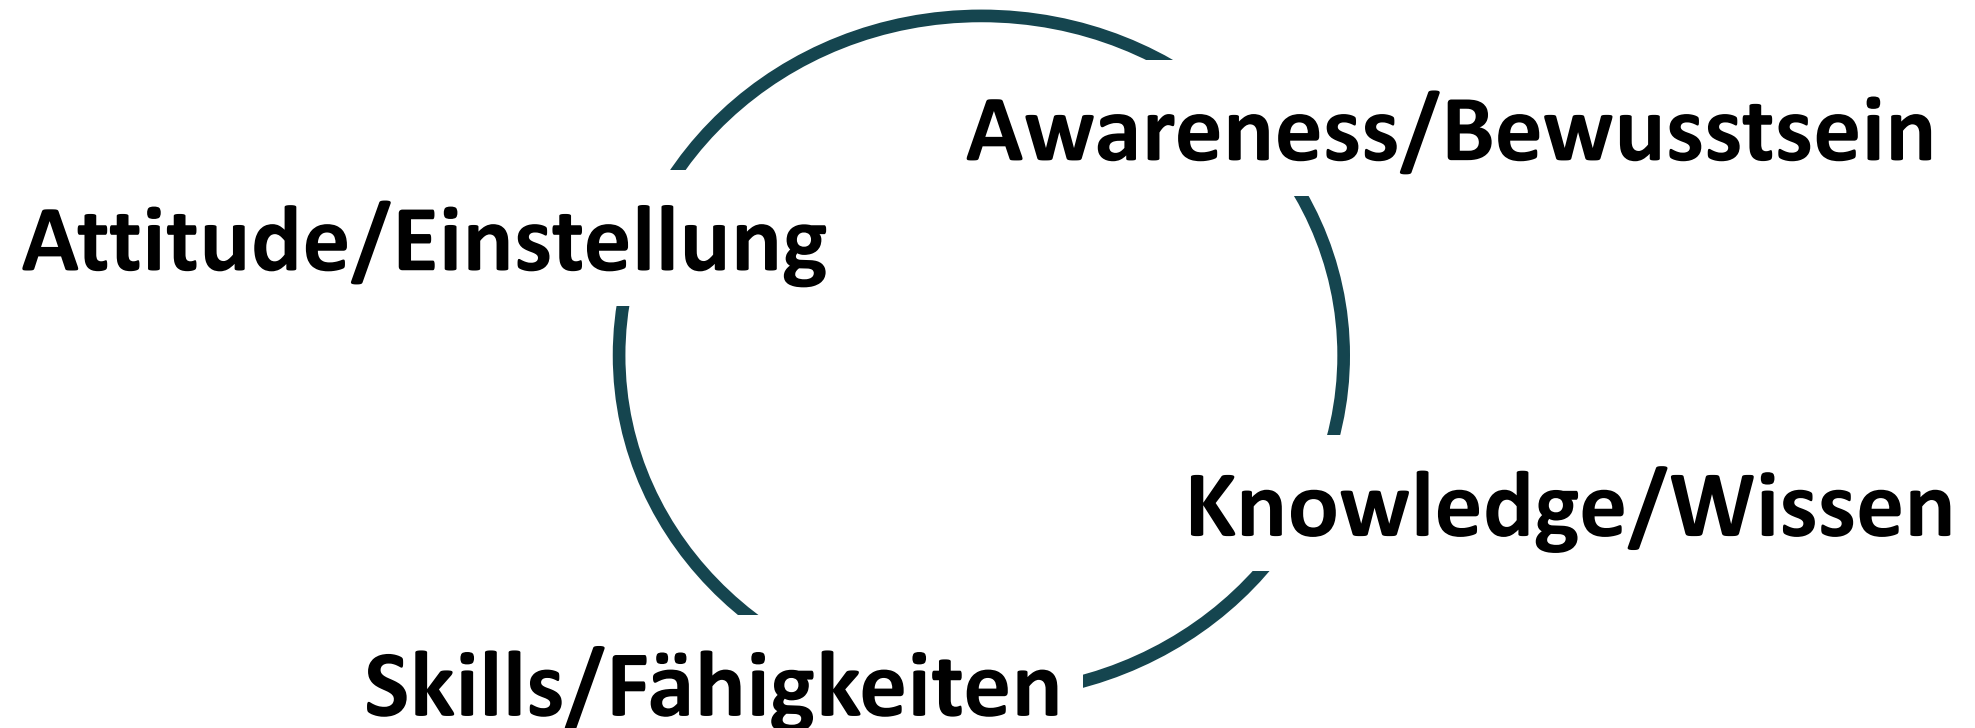 Awareness/Bewusstsein
Attitude/Einstellung
Knowledge/Wissen
Skills/Fähigkeiten